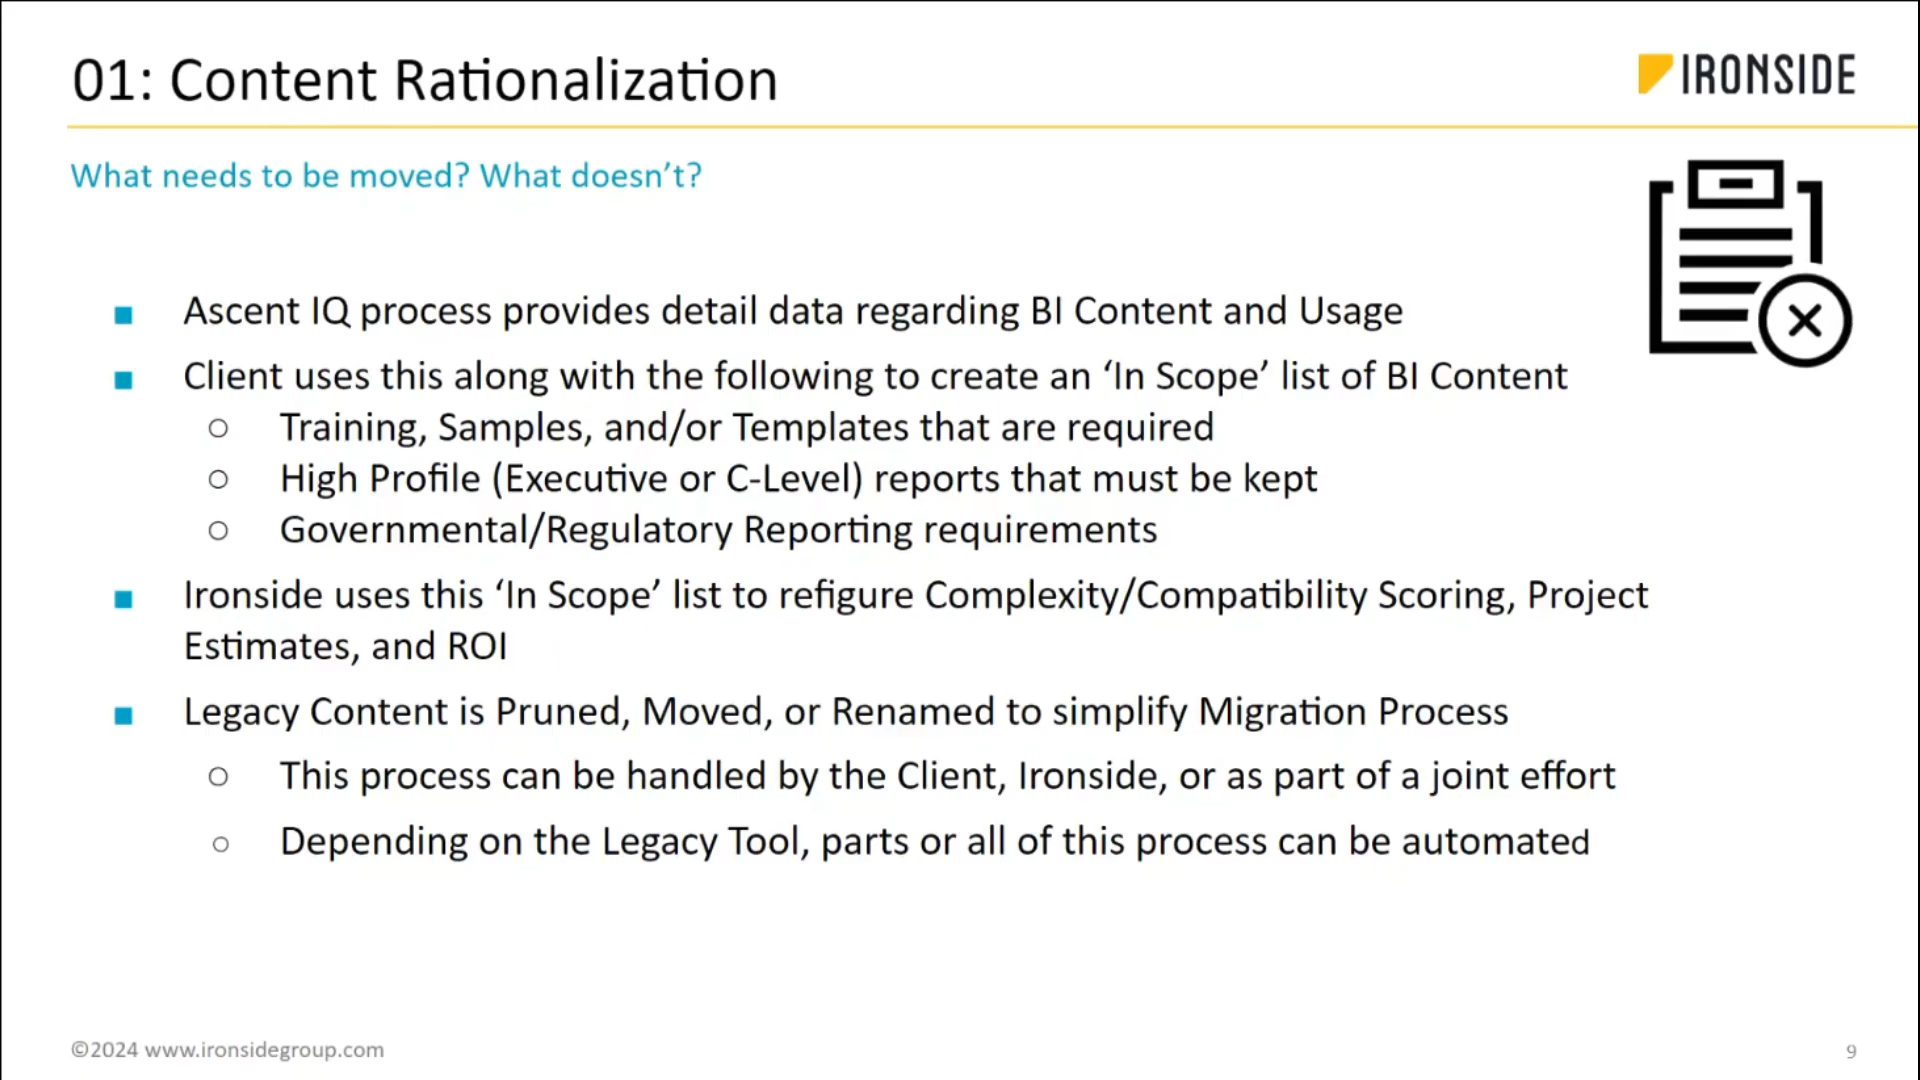 01: Content Rationalization
IRONSIDE
What needs to be moved? What doesn’t?
■ Ascent IQ process provides detail data regarding BI Content and Usage
■ Client uses this along with the following to create an ‘In Scope’ list of BI Content
○ Training, Samples, and/or Templates that are required
○ High Profile (Executive or C-Level) reports that must be kept
○ Governmental/Regulatory Reporting requirements
■ Ironside uses this ‘In Scope’ list to refigure Complexity/Compatibility Scoring, Project
Estimates, and ROI
■ Legacy Content is Pruned, Moved, or Renamed to simplify Migration Process
○ This process can be handled by the Client, Ironside, or as part of a joint effort
○ Depending on the Legacy Tool, parts or all of this process can be automated
©2024 www.ironsidegroup.com
9